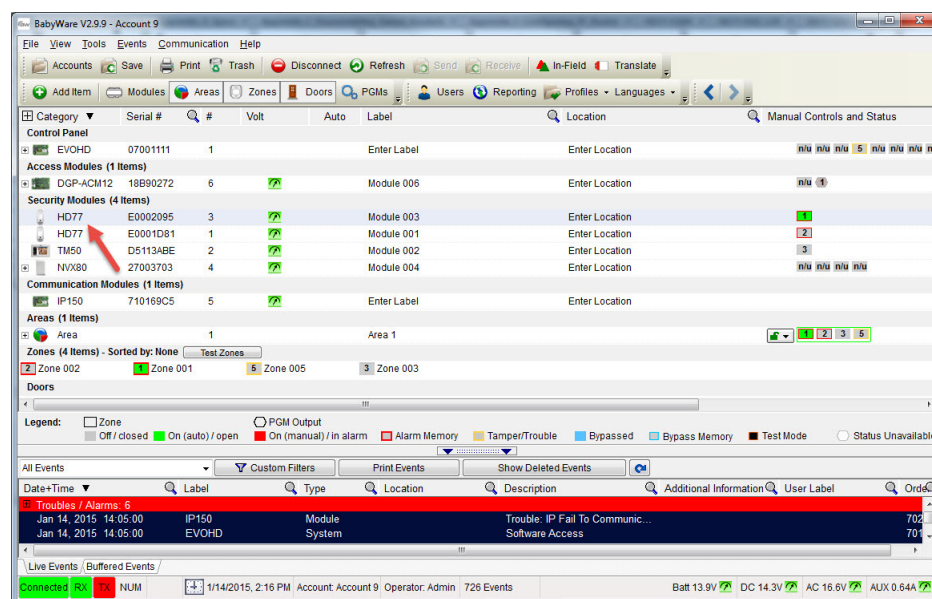 BabyWare V2.9.9 - Account 9
File View Tools Events Communication Help
Accounts Save Print Trash Disconnect Refresh Send Receive In-Field Translate
Add Item Modules Areas Zones Doors PGMs Users Reporting Profiles Languages
Category ▼ Serial # # Volt Auto Label Location Manual Controls and Status
Control Panel
EVOHD 07001111 1 Enter Label Enter Location n/u n/u n/u 5 n/u n/u n/u
Access Modules (1 Items)
DGP-ACM12 18B90272 6 Module 006 Enter Location n/u 1
Security Modules (4 Items)
HD77 E0002095 3 Module 003 Enter Location 1
HD77 E0001D81 1 Module 001 Enter Location 2
TM50 D5113ABE 2 Module 002 Enter Location 3
NVX80 27003703 4 Module 004 Enter Location n/u n/u n/u n/u
Communication Modules (1 Items)
IP150 710169C5 5 Enter Label Enter Location
Areas (1 Items)
Area 1 Area 1 1 2 3 5
Zones (4 Items) - Sorted by: None Test Zones
2 Zone 002 1 Zone 001 5 Zone 005 3 Zone 003
Doors
Legend: Zone PGM Output
Off / closed On (auto) / open On (manual) / in alarm Alarm Memory Tamper/Trouble Bypassed Bypass Memory Test Mode Status Unavailabl
All Events Custom Filters Print Events Show Deleted Events
Date+Time ▼ Label Type Location Description Additional Information User Label Orde
Troubles / Alarms: 6
Jan 14, 2015 14:05:00 IP150 Module Trouble: IP Fail To Communic... 702
Jan 14, 2015 14:05:00 EVOHD System Software Access 701
Live Events Buffered Events
Connected RX TX NUM 1/14/2015, 2:16 PM Account: Account 9 Operator: Admin 726 Events Batt 13.9V DC 14.3V AC 16.6V AUX 0.64A